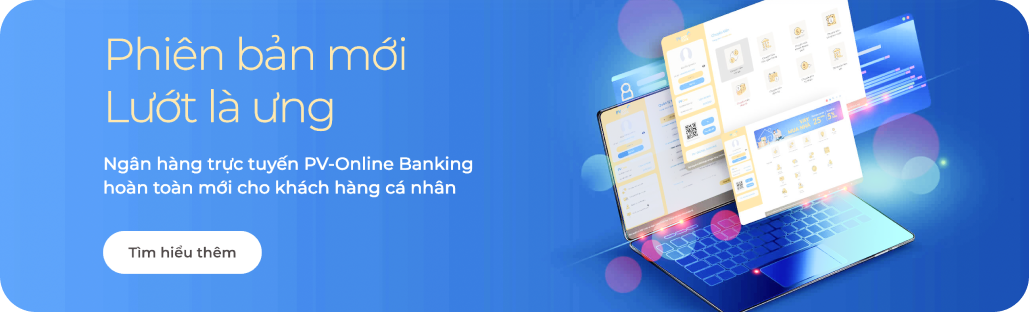 Phiên bản mới
Lướt là ưng
Ngân hàng trực tuyến PV-Online Banking
hoàn toàn mới cho khách hàng cá nhân
Tìm hiểu thêm